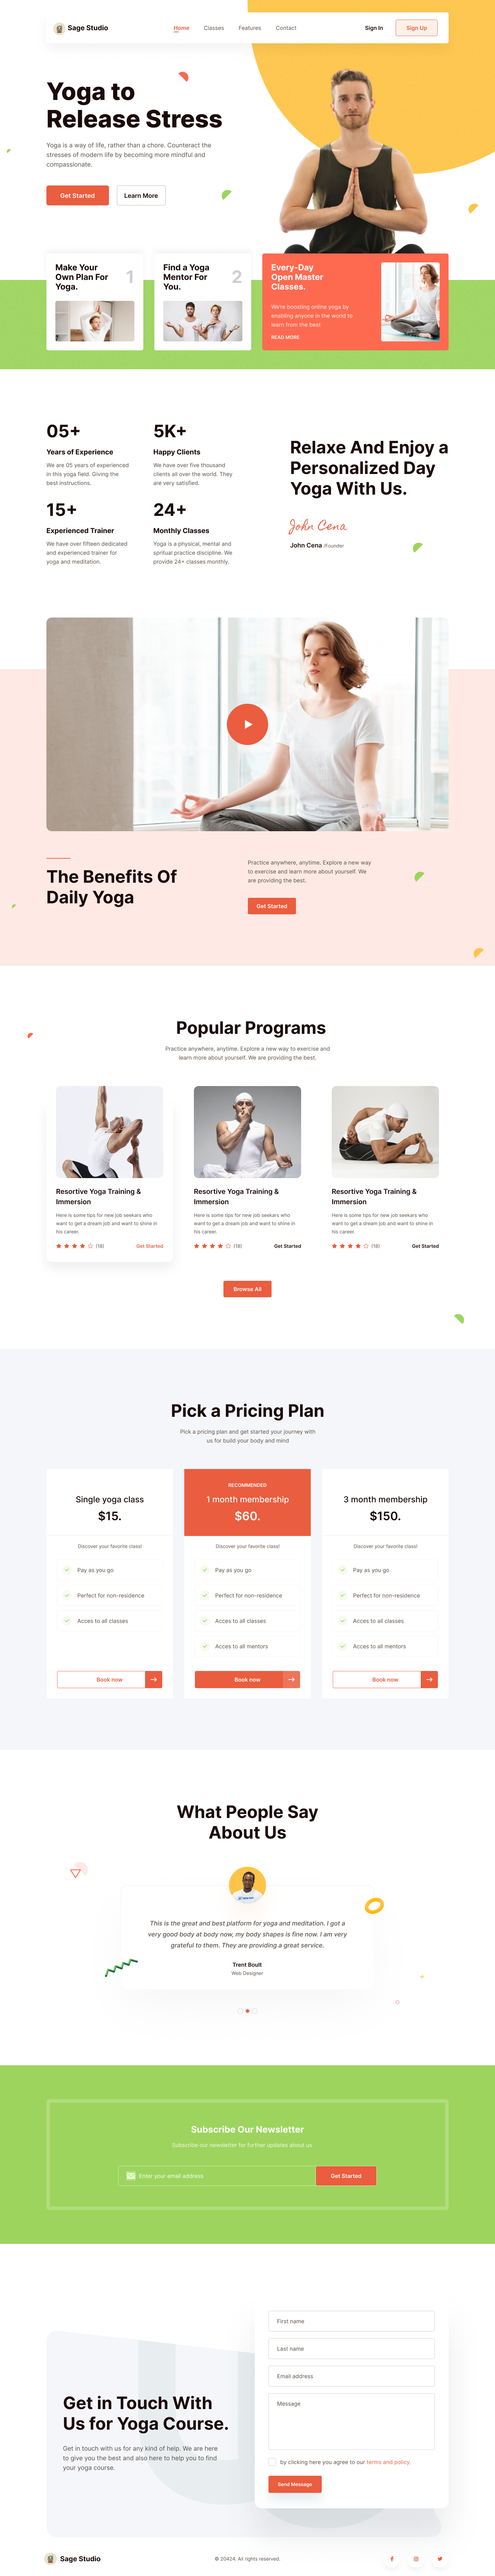 Sage Studio
Home Classes Features Contact
Sign In Sign Up
Yoga to
Release Stress
Yoga is a way of life, rather than a chore. Counteract the
stresses of modern life by becoming more mindful and
compassionate.
Get Started Learn More
Make Your
Own Plan For
Yoga.
1
Find a Yoga
Mentor For
You.
2
Every-Day
Open Master
Classes.
We're boosting online yoga by
enabling anyone in the world to
learn from the best
READ MORE
05+
Years of Experience
We are 05 years of experienced
in this yoga field. Giving the
best instructions.
5K+
Happy Clients
We have over five thousand
clients all over the world. They
are very satisfied.
15+
Experienced Trainer
We have over fifteen dedicated
and experienced trainer for
yoga and meditation.
24+
Monthly Classes
Yoga is a physical, mental and
spritual practice discipline. We
provide 24+ classes monthly.
Relaxe And Enjoy a
Personalized Day
Yoga With Us.
John Cena
John Cena /Founder
The Benefits Of
Daily Yoga
Practice anywhere, anytime. Explore a new way
to exercise and learn more about yourself. We
are providing the best.
Get Started
Popular Programs
Practice anywhere, anytime. Explore a new way to exercise and
learn more about yourself. We are providing the best.
Resortive Yoga Training &
Immersion
Here is some tips for new job seekars who
want to get a dream job and want to shine in
his career.
(18) Get Started
Resortive Yoga Training &
Immersion
Here is some tips for new job seekars who
want to get a dream job and want to shine in
his career.
(18) Get Started
Resortive Yoga Training &
Immersion
Here is some tips for new job seekars who
want to get a dream job and want to shine in
his career.
(18) Get Started
Browse All
Pick a Pricing Plan
Pick a pricing plan and get started your journey with
us for build your body and mind
Single yoga class
$15.
Discover your favorite class!
Pay as you go
Perfect for non-residence
Acces to all classes
Book now
RECOMMENDED
1 month membership
$60.
Discover your favorite class!
Pay as you go
Perfect for non-residence
Acces to all classes
Acces to all mentors
Book now
3 month membership
$150.
Discover your favorite class!
Pay as you go
Perfect for non-residence
Acces to all classes
Acces to all mentors
Book now
What People Say
About Us
This is the great and best platform for yoga and meditation. I got a
very good body at body now, my body shapes is fine now. I am very
grateful to them. They are providing a great service.
Trent Boult
Web Designer
Subscribe Our Newsletter
Subscribe our newsletter for further updates about us
Enter your email address
Get Started
Get in Touch With
Us for Yoga Course.
Get in touch with us for any kind of help. We are here
to give you the best and also here to help you to find
your yoga course.
First name
Last name
Email address
Message
by clicking here you agree to our terms and policy.
Send Message
Sage Studio
© 20424. All rights reserved.